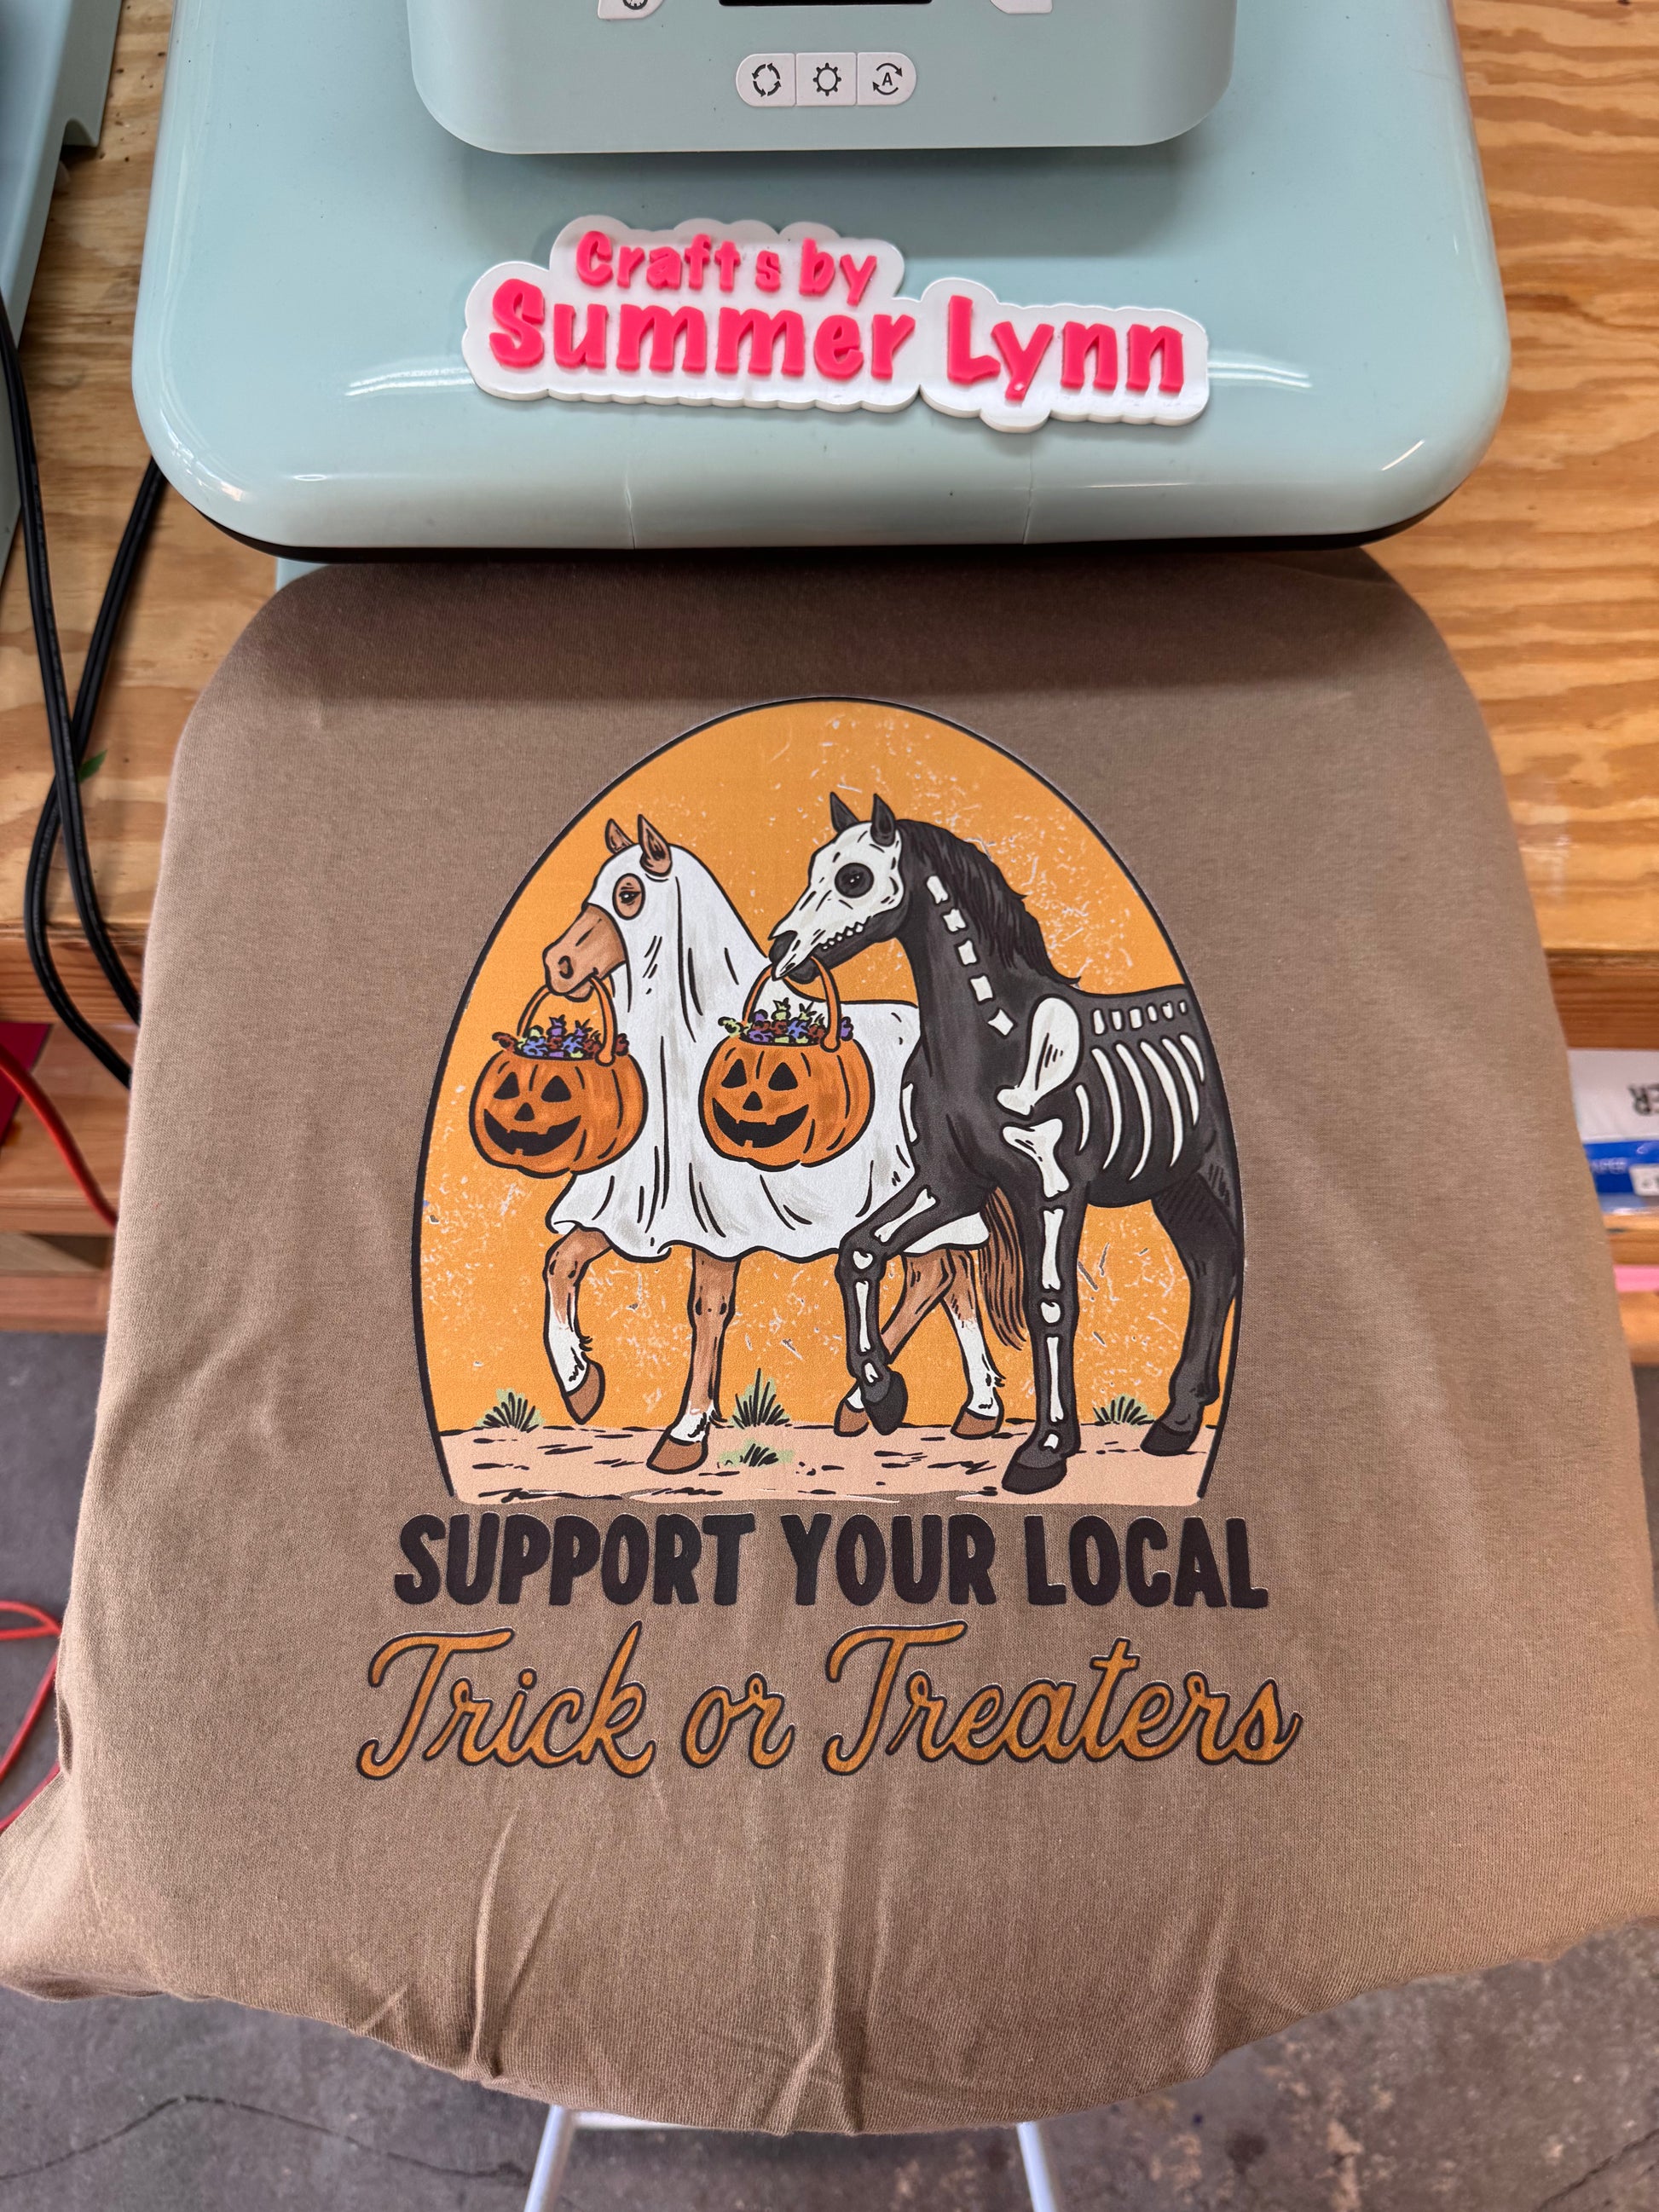 A
Crafts by
Summer Lynn
SUPPORT YOUR LOCAL
Trick or Treaters